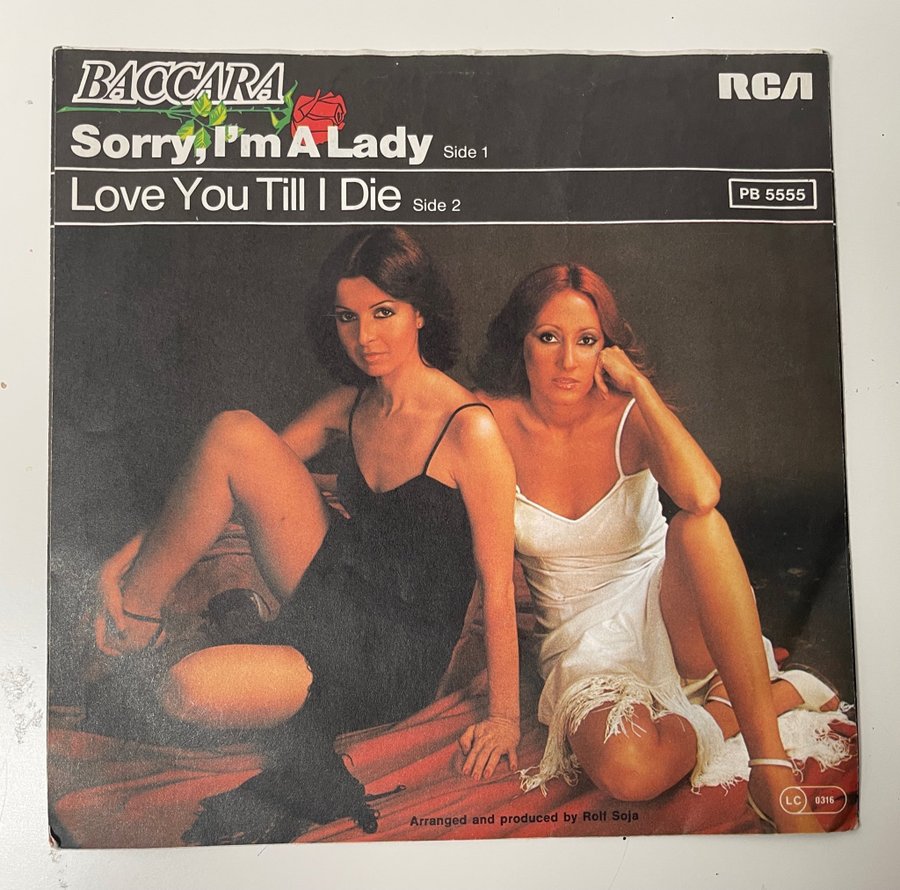 BACCARA
RCA
Sorry, I'm A Lady Side 1
Love You Till I Die Side 2
PB 5555
Arranged and produced by Rolf Soja
LC 0316